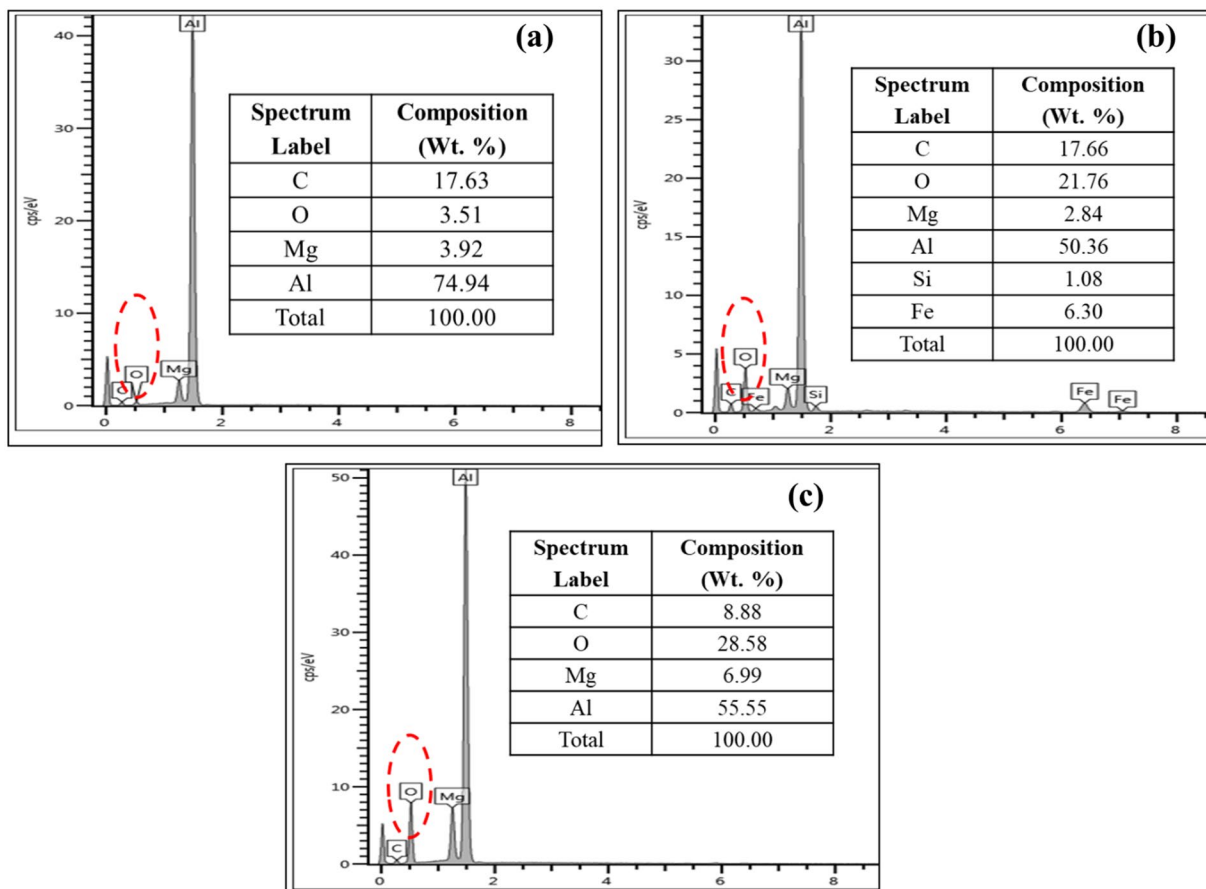 (a)
cps/eV
40
30
20
10
0
Al
O
C
Mg
0 2 4 6 8
Spectrum Label Composition (Wt. %)
C 17.63
O 3.51
Mg 3.92
Al 74.94
Total 100.00
(b)
cps/eV
30
25
20
15
10
5
0
Al
O
C
Fe
Mg
Si
Fe
Fe
0 2 4 6 8
Spectrum Label Composition (Wt. %)
C 17.66
O 21.76
Mg 2.84
Al 50.36
Si 1.08
Fe 6.30
Total 100.00
(c)
cps/eV
50
40
30
20
10
0
Al
O
Mg
C
0 2 4 6 8
Spectrum Label Composition (Wt. %)
C 8.88
O 28.58
Mg 6.99
Al 55.55
Total 100.00